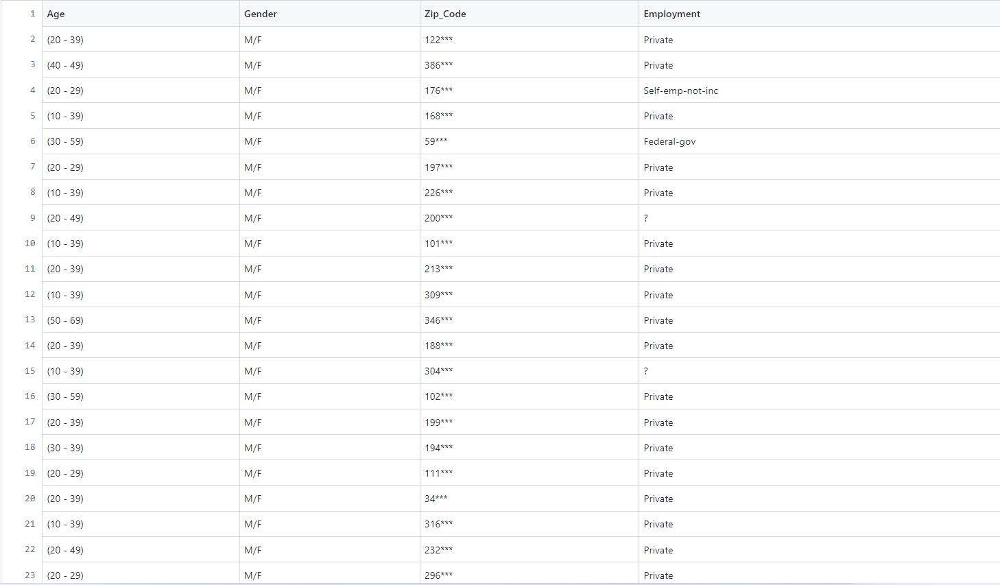 1 Age Gender Zip_Code Employment
2 (20 - 39) M/F 122*** Private
3 (40 - 49) M/F 386*** Private
4 (20 - 29) M/F 176*** Self-emp-not-inc
5 (10 - 39) M/F 168*** Private
6 (30 - 59) M/F 59*** Federal-gov
7 (20 - 29) M/F 197*** Private
8 (10 - 39) M/F 226*** Private
9 (20 - 49) M/F 200*** ?
10 (10 - 39) M/F 101*** Private
11 (20 - 39) M/F 213*** Private
12 (10 - 39) M/F 309*** Private
13 (50 - 69) M/F 346*** Private
14 (20 - 39) M/F 188*** Private
15 (10 - 39) M/F 304*** ?
16 (30 - 59) M/F 102*** Private
17 (20 - 39) M/F 199*** Private
18 (30 - 39) M/F 194*** Private
19 (20 - 29) M/F 111*** Private
20 (20 - 39) M/F 34*** Private
21 (10 - 39) M/F 316*** Private
22 (20 - 49) M/F 232*** Private
23 (20 - 29) M/F 296*** Private